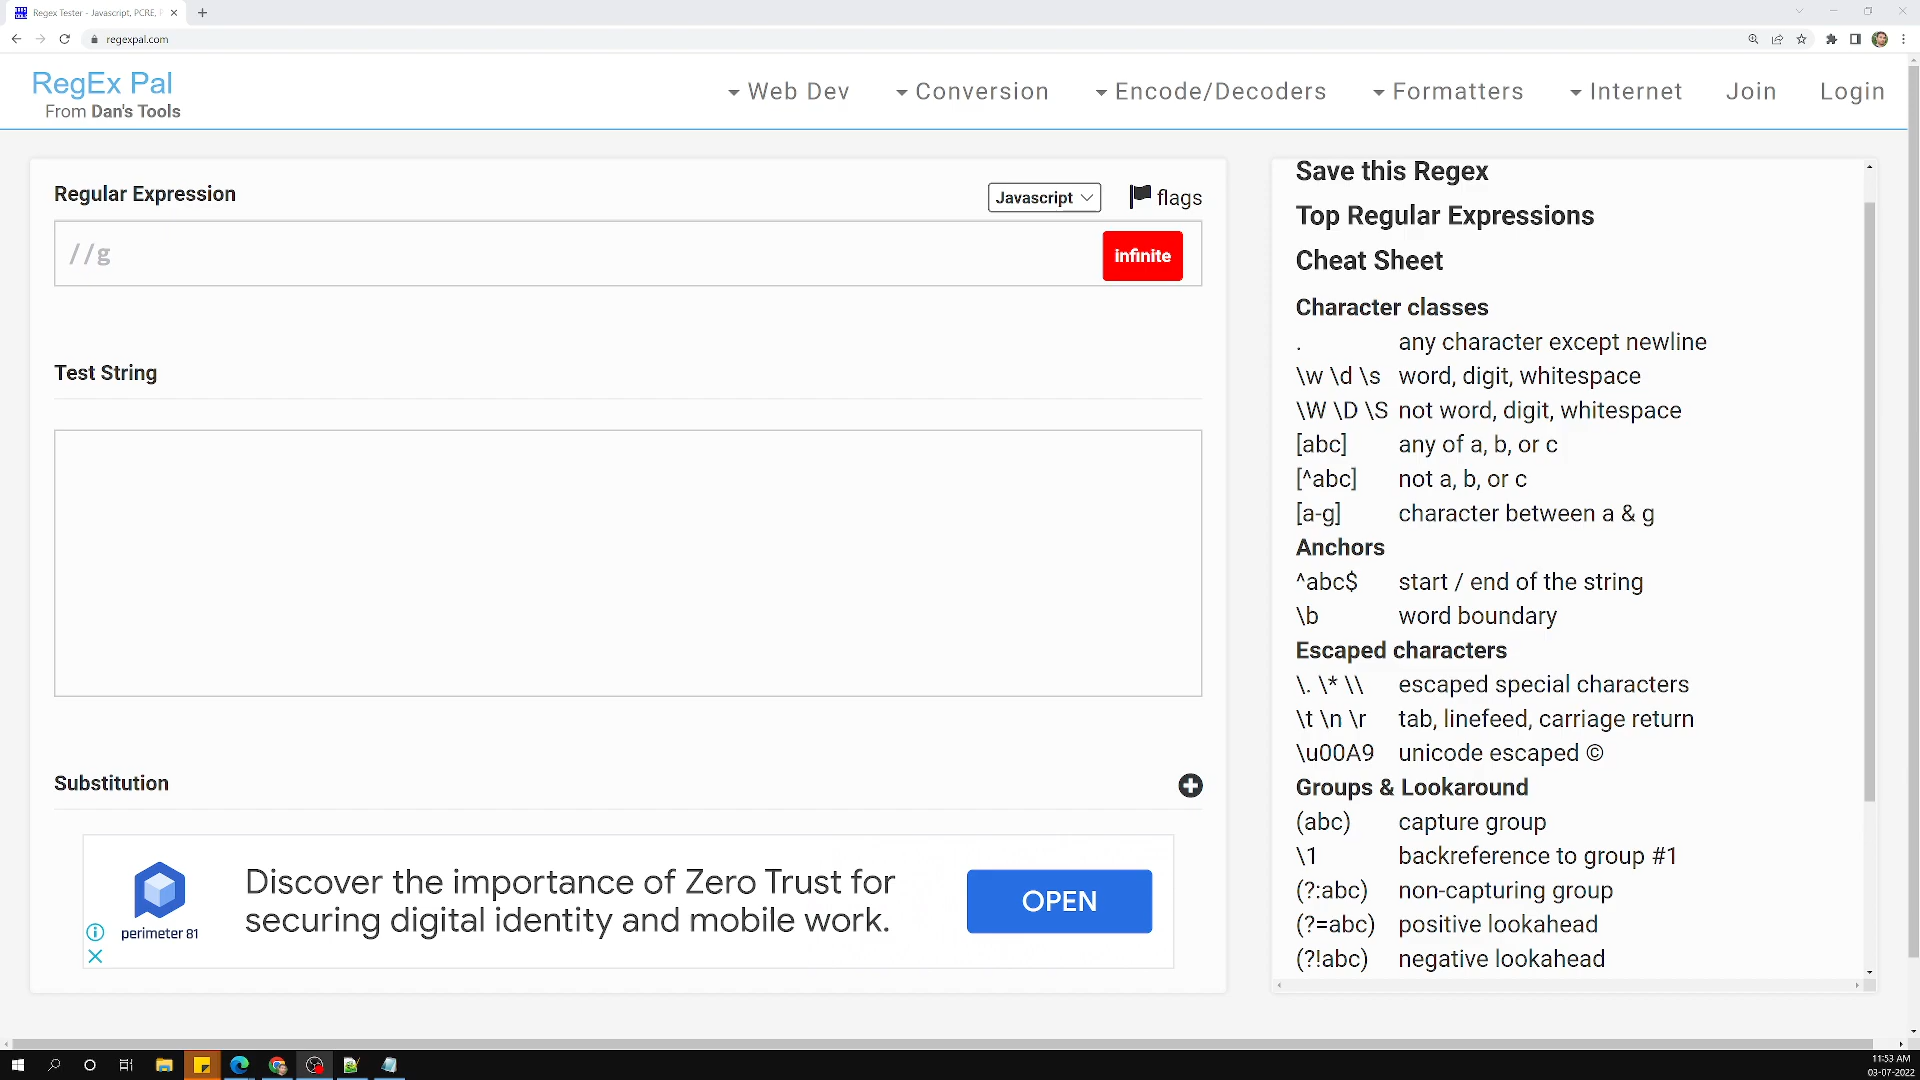 Regex Tester - Javascript, PCRE,
regexpal.com
RegEx Pal
From Dan's Tools
Web Dev
Conversion
Encode/Decoders
Formatters
Internet
Join
Login
Regular Expression
Javascript
flags
//g
infinite
Test String
Substitution
perimeter 81
Discover the importance of Zero Trust for
securing digital identity and mobile work.
OPEN
Save this Regex
Top Regular Expressions
Cheat Sheet
Character classes
. any character except newline
\w \d \s word, digit, whitespace
\W \D \S not word, digit, whitespace
[abc] any of a, b, or c
[^abc] not a, b, or c
[a-g] character between a & g
Anchors
^abc$ start / end of the string
\b word boundary
Escaped characters
\. \* \\ escaped special characters
\t \n \r tab, linefeed, carriage return
\u00A9 unicode escaped ©
Groups & Lookaround
(abc) capture group
\1 backreference to group #1
(?:abc) non-capturing group
(?=abc) positive lookahead
(?!abc) negative lookahead
11:53 AM
03-07-2022